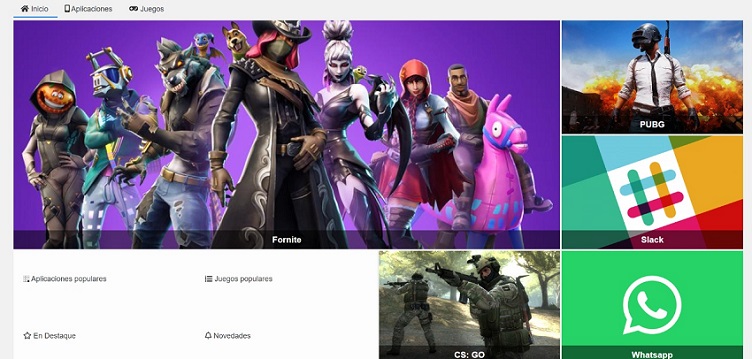 Inicio
Aplicaciones
Juegos
PUBG
Fornite
Slack
Aplicaciones populares
Juegos populares
En Destaque
Novedades
CS: GO
Whatsapp